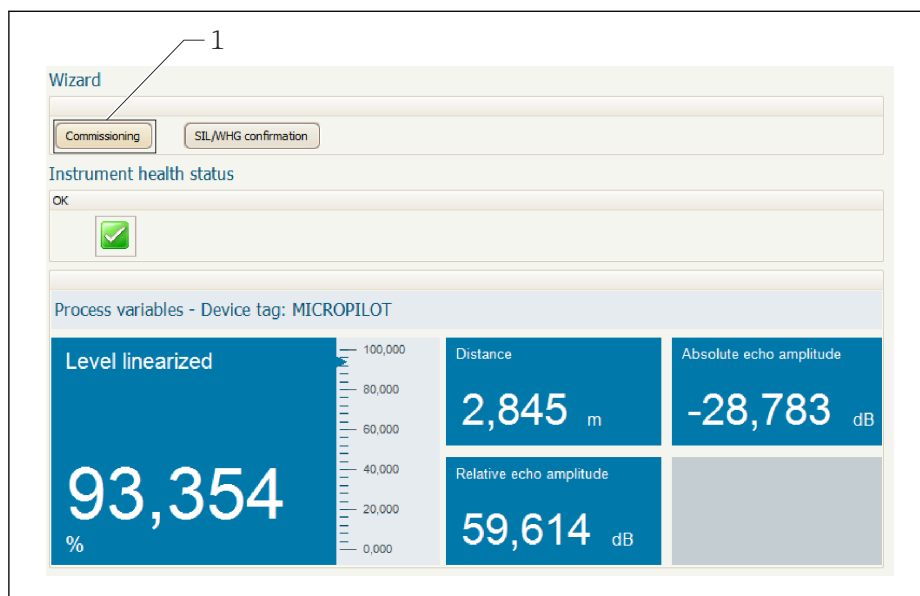 1
Wizard
Commissioning
SIL/WHG confirmation
Instrument health status
OK
Process variables - Device tag: MICROPILOT
Level linearized
93,354
%
100,000
80,000
60,000
40,000
20,000
0,000
Distance
2,845 m
Absolute echo amplitude
-28,783 dB
Relative echo amplitude
59,614 dB